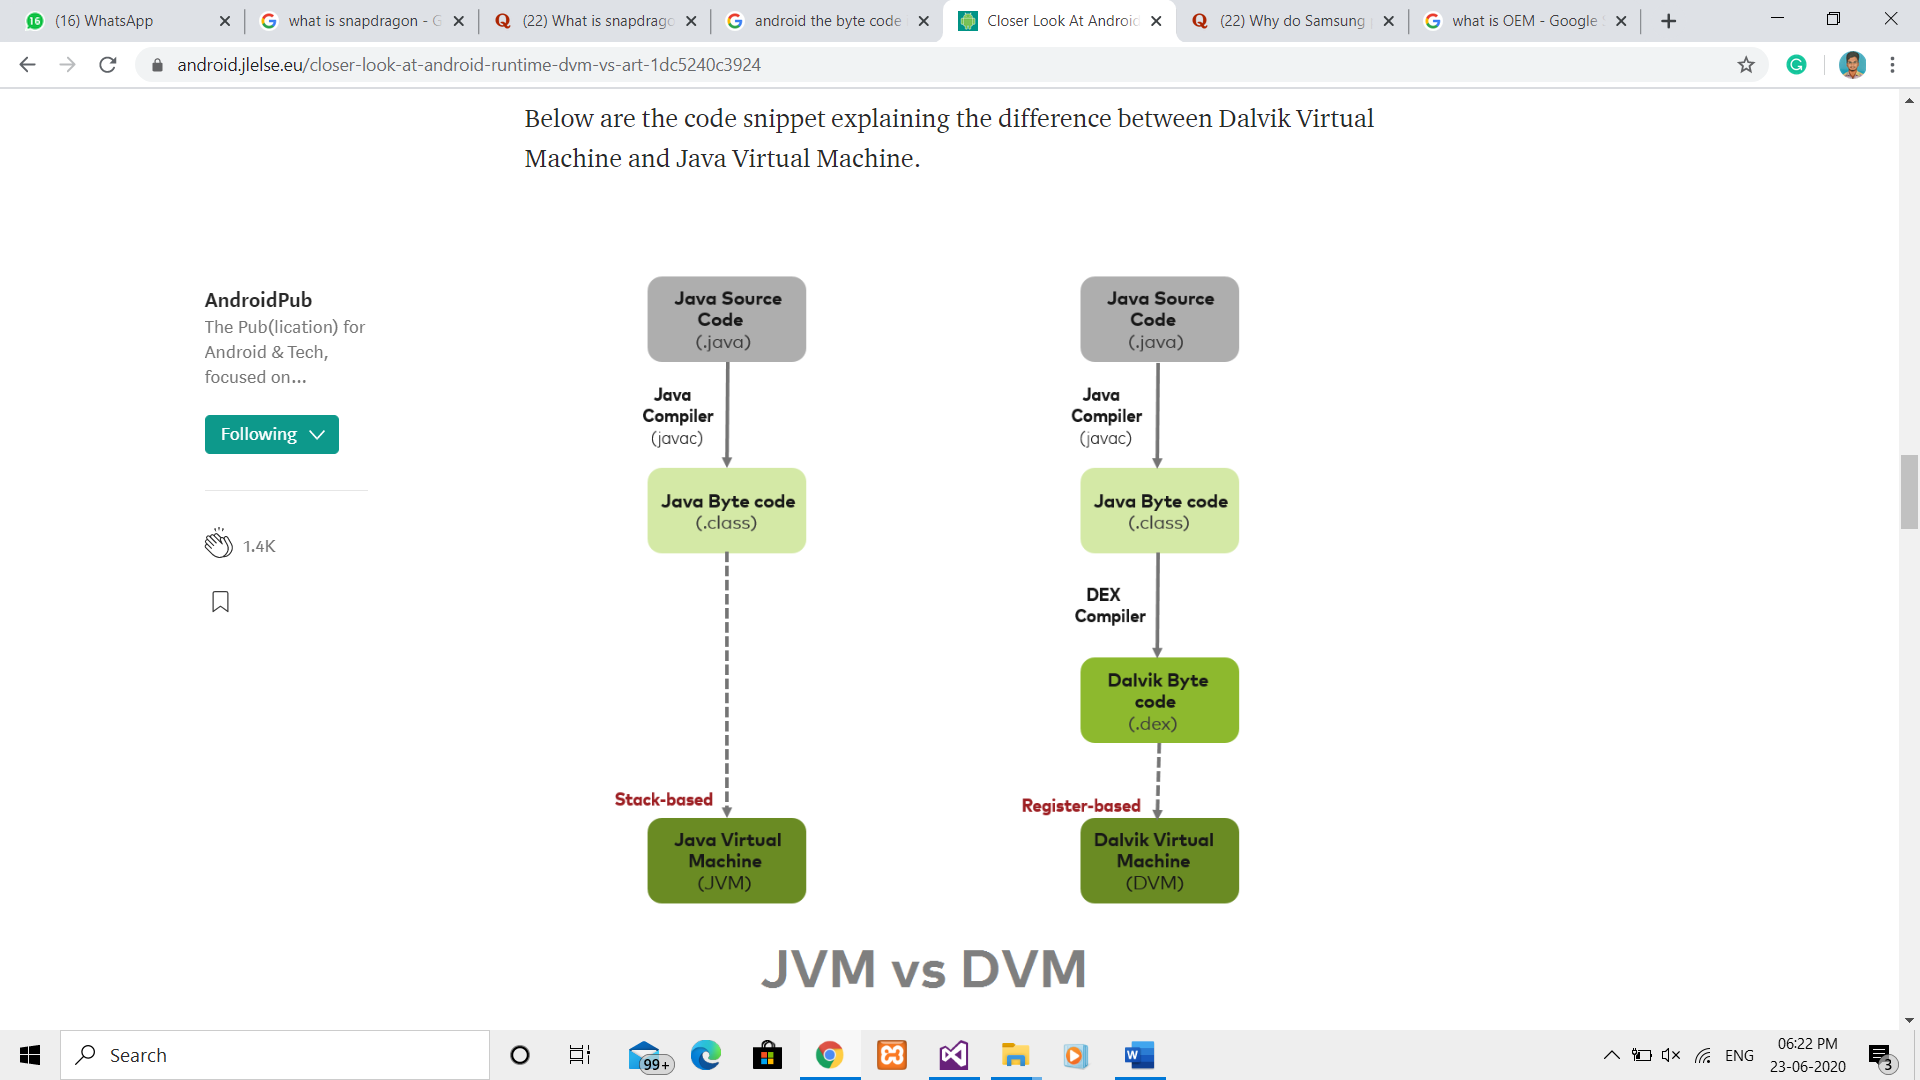 (16) WhatsApp
what is snapdragon - G
(22) What is snapdrago
android the byte code
Closer Look At Android
(22) Why do Samsung
what is OEM - Google
android.jlelse.eu/closer-look-at-android-runtime-dvm-vs-art-1dc5240c3924
Below are the code snippet explaining the difference between Dalvik Virtual
Machine and Java Virtual Machine.
AndroidPub
The Pub(lication) for
Android & Tech,
focused on...
Following
1.4K
Java Source
Code
(.java)
Java
Compiler
(javac)
Java Byte code
(.class)
Stack-based
Java Virtual
Machine
(JVM)
Java Source
Code
(.java)
Java
Compiler
(javac)
Java Byte code
(.class)
DEX
Compiler
Dalvik Byte
code
(.dex)
Register-based
Dalvik Virtual
Machine
(DVM)
JVM vs DVM
Search
99+
ENG
06:22 PM
23-06-2020
3